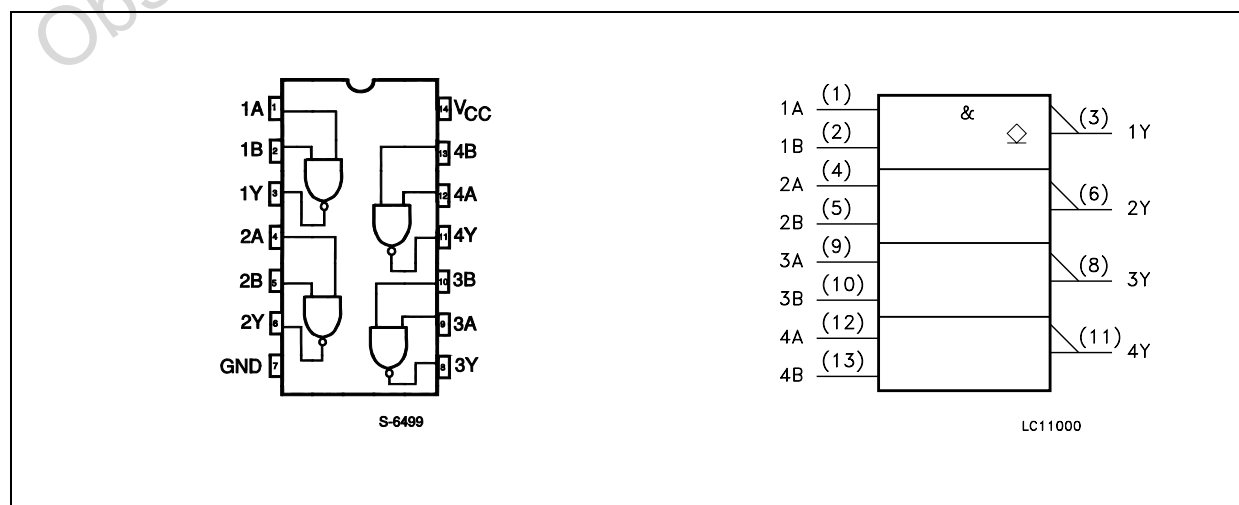 Obs
1A 1 14 VCC
1B 2 13 4B
1Y 3 12 4A
2A 4 11 4Y
2B 5 10 3B
2Y 6 9 3A
GND 7 8 3Y
S-6499
1A (1) & (3) 1Y
1B (2)
2A (4) (6) 2Y
2B (5)
3A (9) (8) 3Y
3B (10)
4A (12) (11) 4Y
4B (13)
LC11000